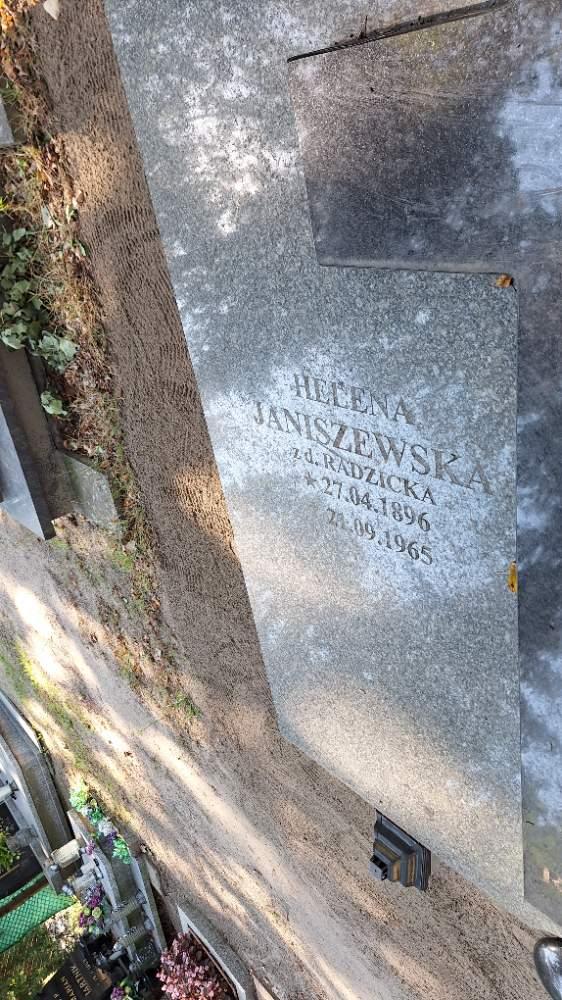 HELENA
JANISZEWSKA
z d. RADZICKA
* 27.04.1896
21.09.1965